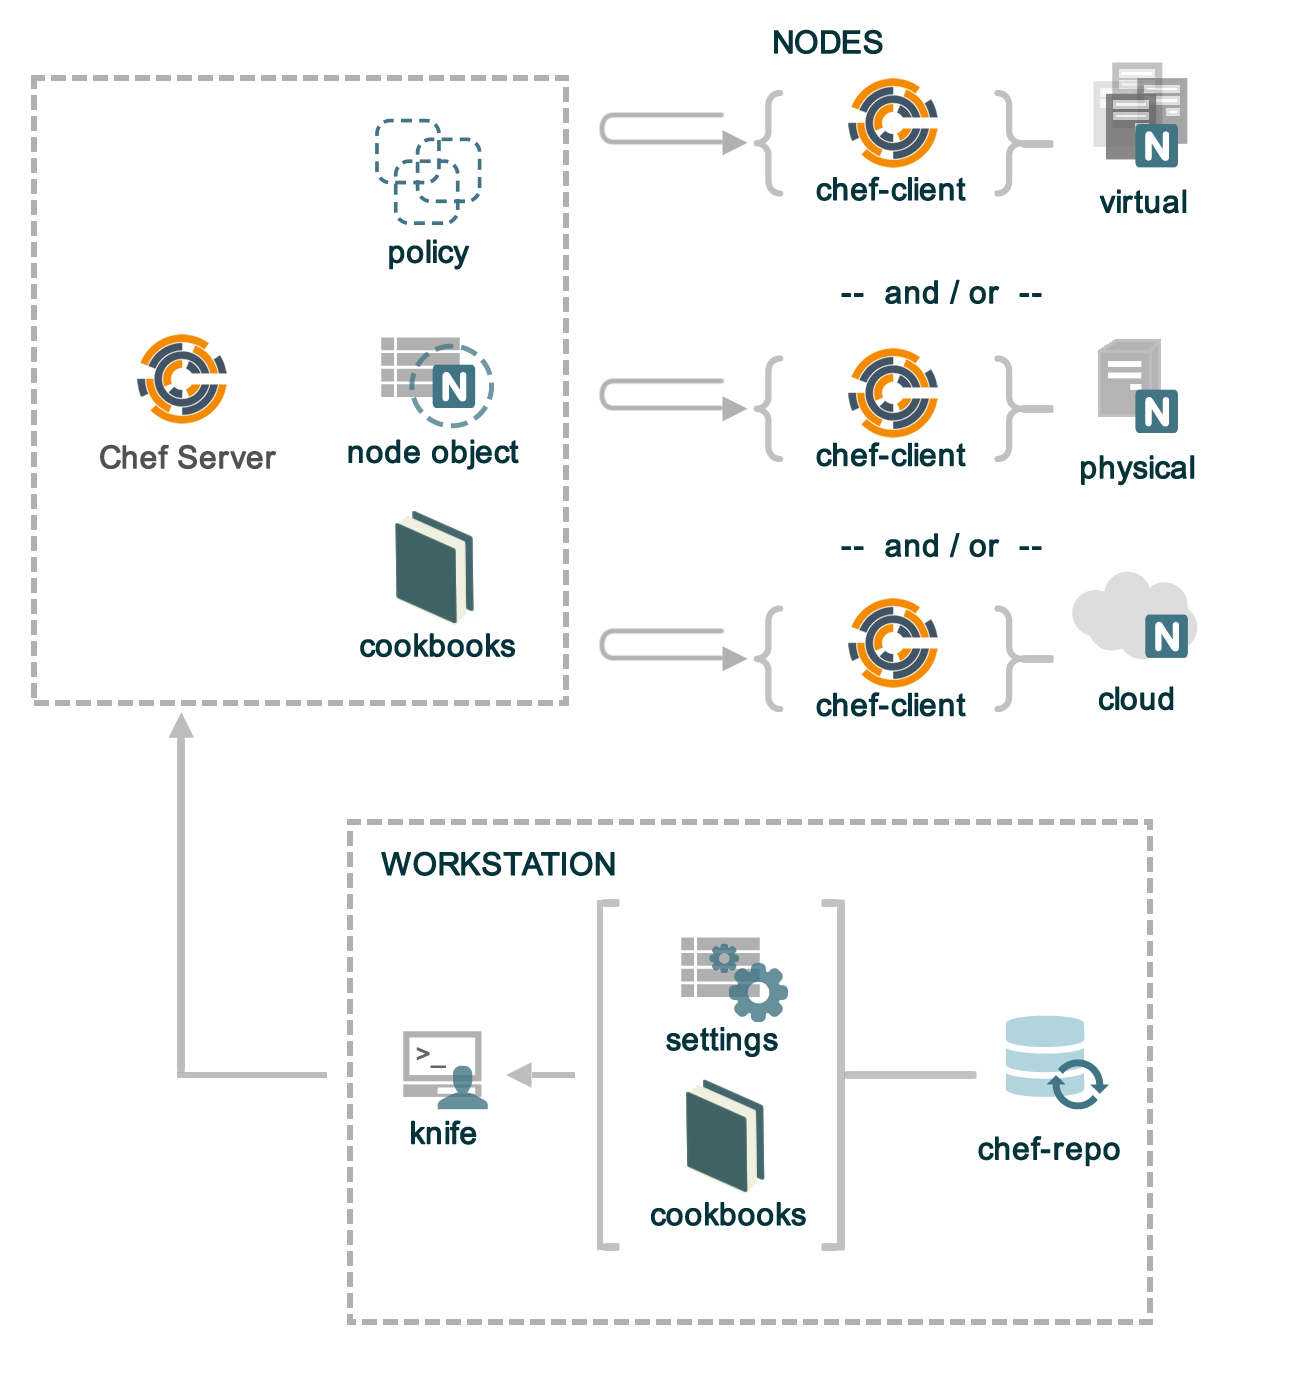 NODES
chef-client
virtual
policy
-- and / or --
Chef Server
node object
chef-client
physical
-- and / or --
cookbooks
chef-client
cloud
WORKSTATION
settings
>_
knife
cookbooks
chef-repo
N
N
N
N